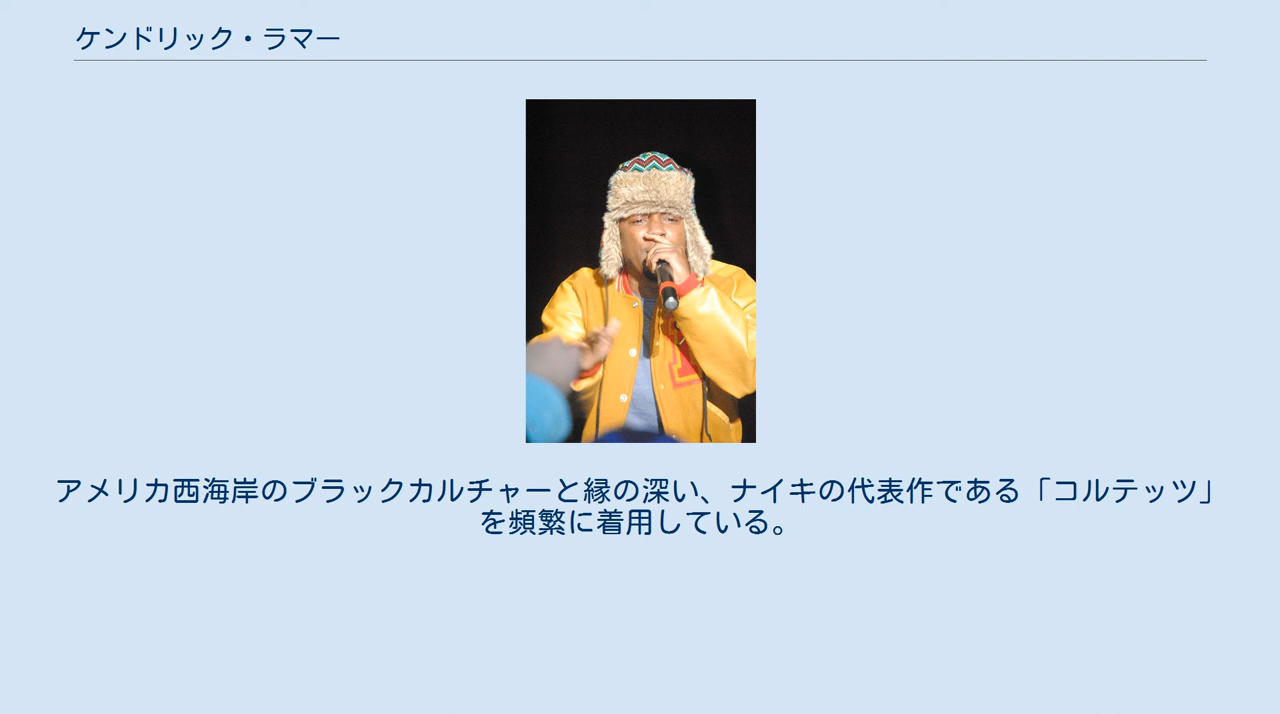 ケンドリック・ラマー
アメリカ西海岸のブラックカルチャーと縁の深い、ナイキの代表作である「コルテッツ」
を頻繁に着用している。